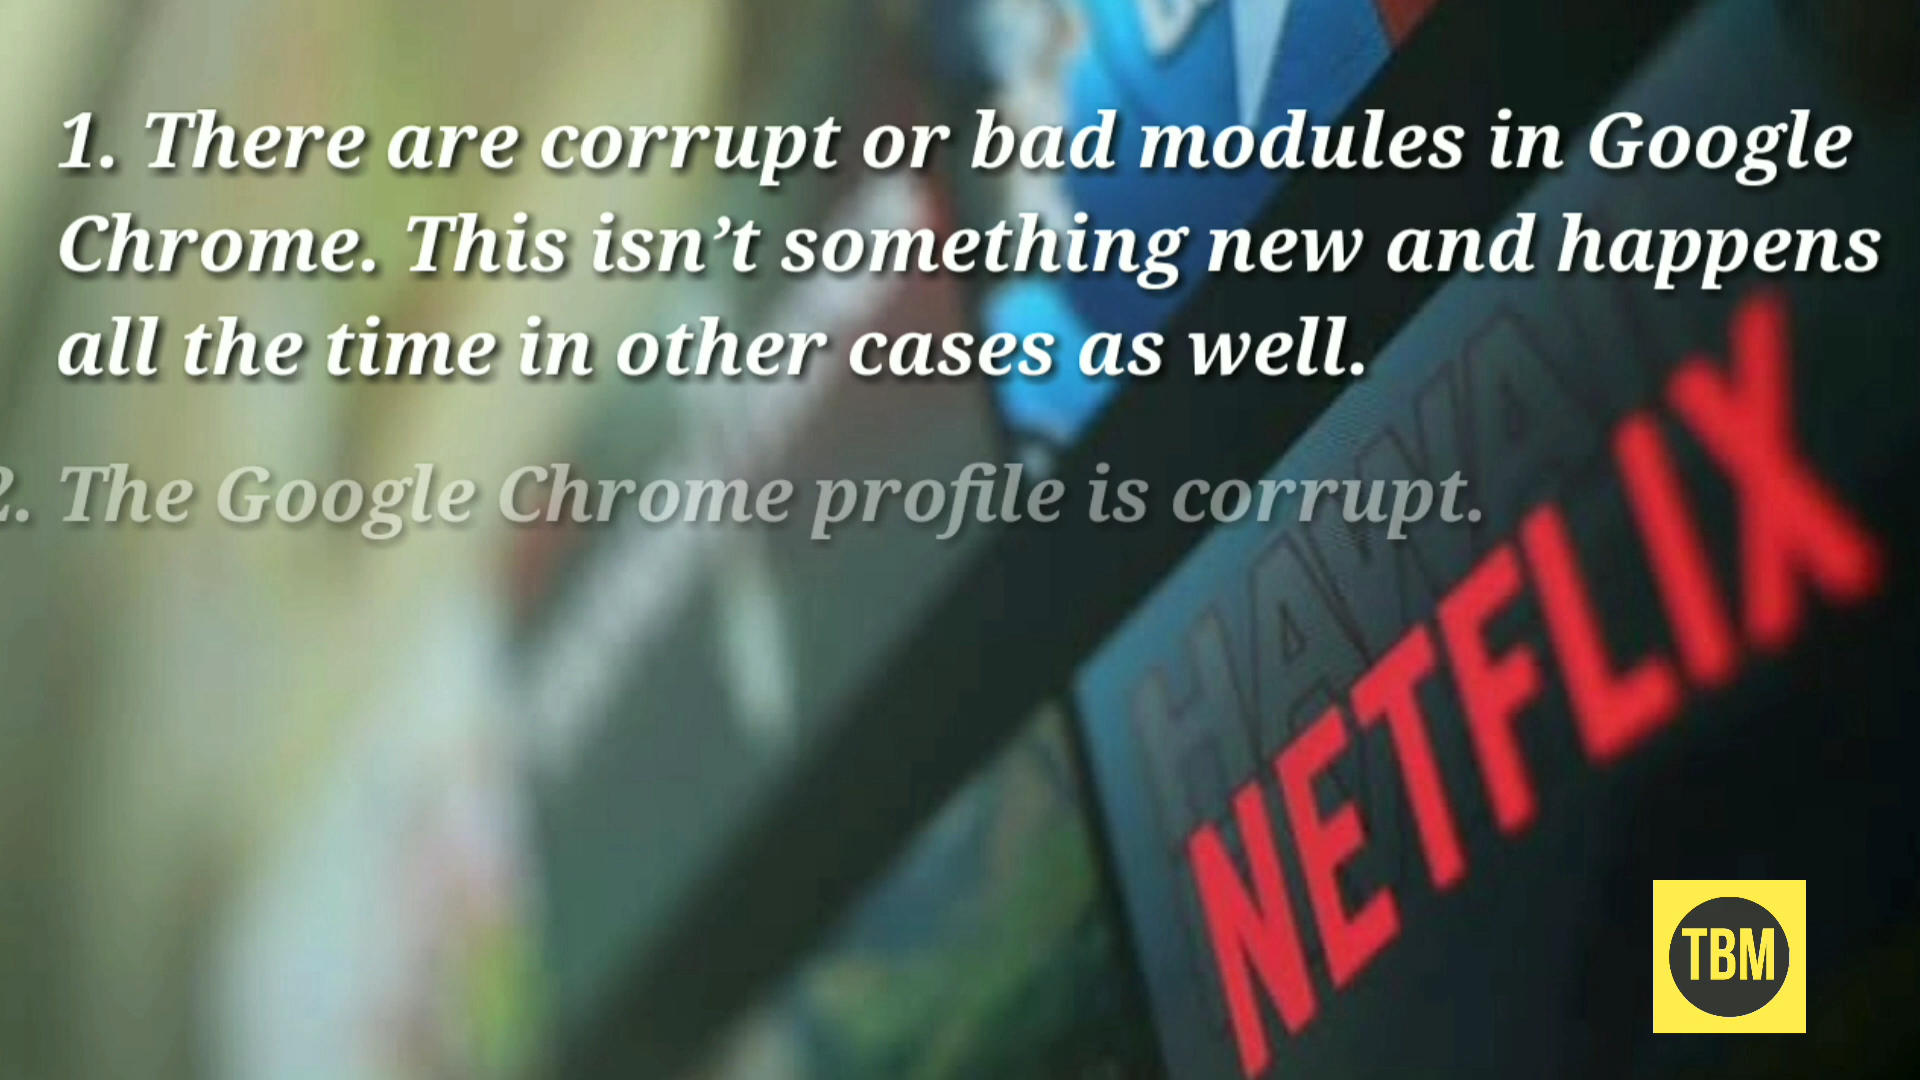 1. There are corrupt or bad modules in Google
Chrome. This isn’t something new and happens
all the time in other cases as well.
2. The Google Chrome profile is corrupt.
NETFLIX
TBM